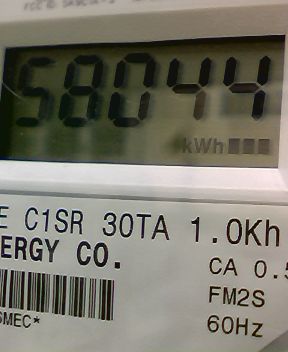 58044
kWh
E C1SR 30TA 1.0Kh
ERGY CO.
CA 0.5
FM2S
60Hz
SMEC*